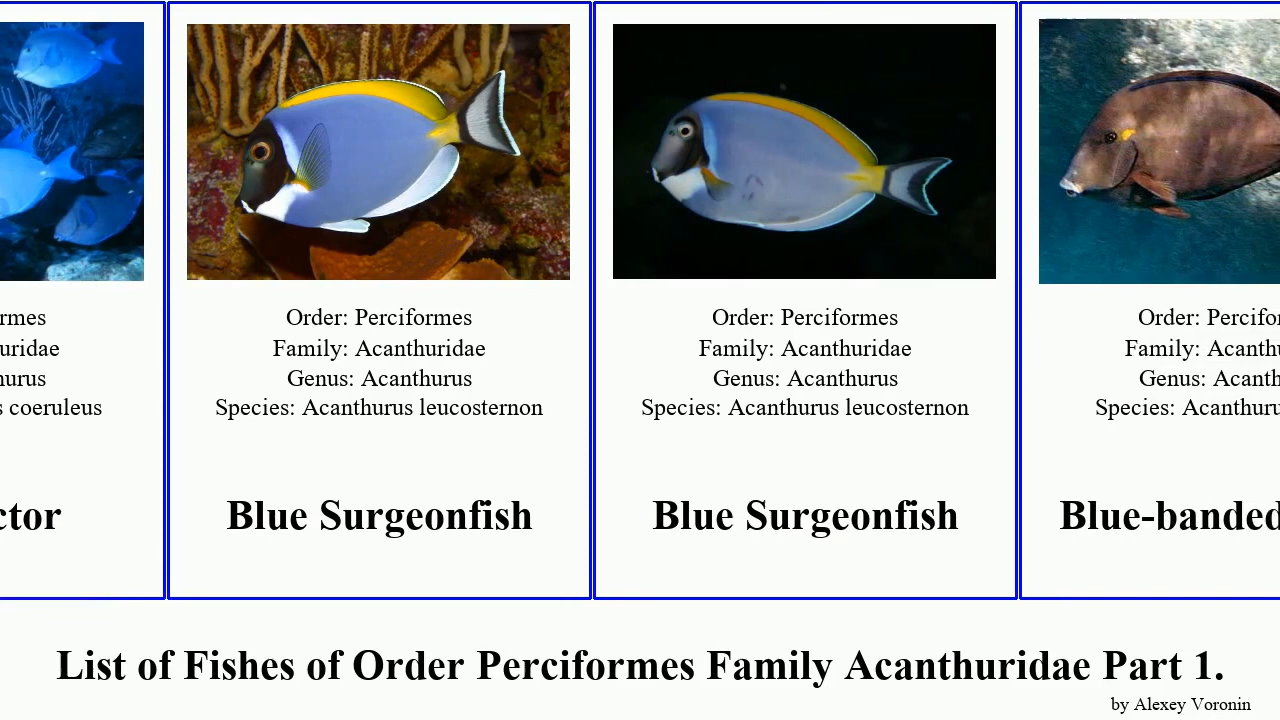 rmes
uridae
hurus
s coeruleus
ctor
Order: Perciformes
Family: Acanthuridae
Genus: Acanthurus
Species: Acanthurus leucosternon
Blue Surgeonfish
Order: Perciformes
Family: Acanthuridae
Genus: Acanthurus
Species: Acanthurus leucosternon
Blue Surgeonfish
Order: Percifor
Family: Acanthu
Genus: Acanth
Species: Acanthuru
Blue-banded
List of Fishes of Order Perciformes Family Acanthuridae Part 1.
by Alexey Voronin